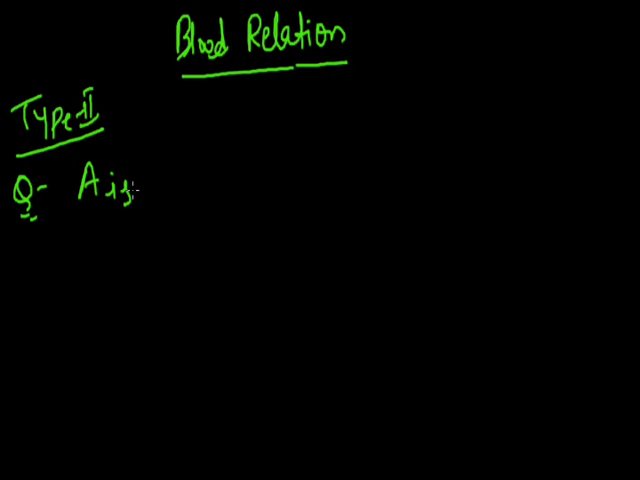 Blood Relation
Type-II
Q- A is